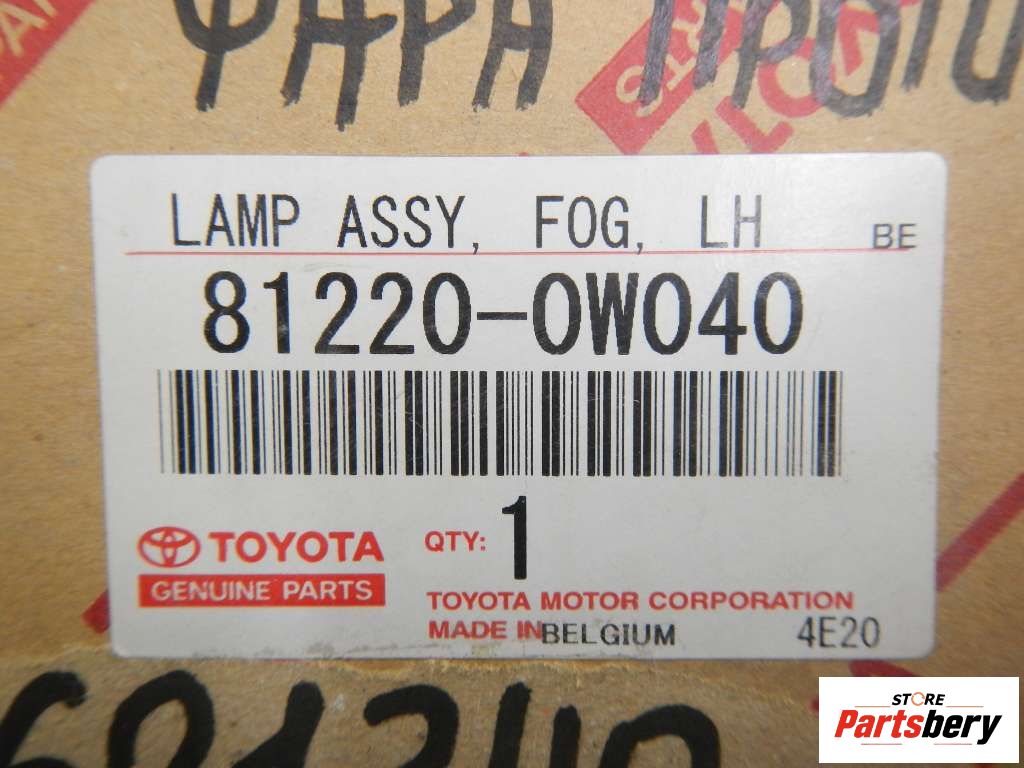 ФАРА
LAMP ASSY, FOG, LH BE
81220-0W040
TOYOTA
GENUINE PARTS
QTY: 1
TOYOTA MOTOR CORPORATION
MADE IN BELGIUM 4E20
STORE
Partsbery